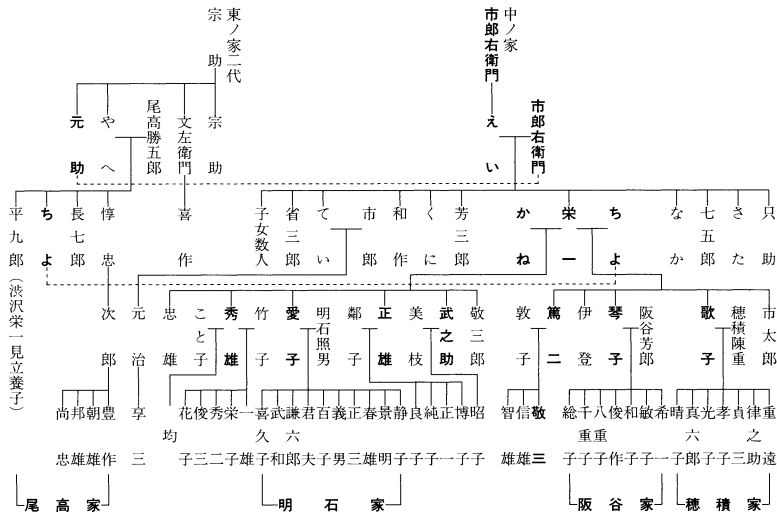 中ノ家
市郎右衛門
東ノ家二代
宗助
市郎右衛門
えい
宗助
文左衛門
尾高勝五郎
やへ
元助
只助
さた
七五郎
なか
ちよ
栄一
かね
芳三郎
くに
和作
市郎
てい
省三郎
子女数人
喜作
惇忠
長七郎
ちよ
平九郎(渋沢栄一見立養子)
市太郎
穂積陳重
歌子
阪谷芳郎
琴子
伊登
篤二
敦子
敬三郎
武之助
美枝
正雄
鄰子
明石照男
愛子
竹子
秀雄
こと子
忠雄
元治
次郎
重遠
律之助
貞三
孝子
光子
真六郎
晴子
希一
敏子
和子
俊作
八重子
千重子
総子
敬三
信雄
智雄
昭子
博子
正一
純子
良子
静子
景明
春雄
正三
義男
百子
君夫
謙六郎
武和
喜久子
一雄
栄子
秀二
俊三
花子
均
享三
豊作
朝雄
邦雄
尚忠
穂積家
阪谷家
明石家
尾高家